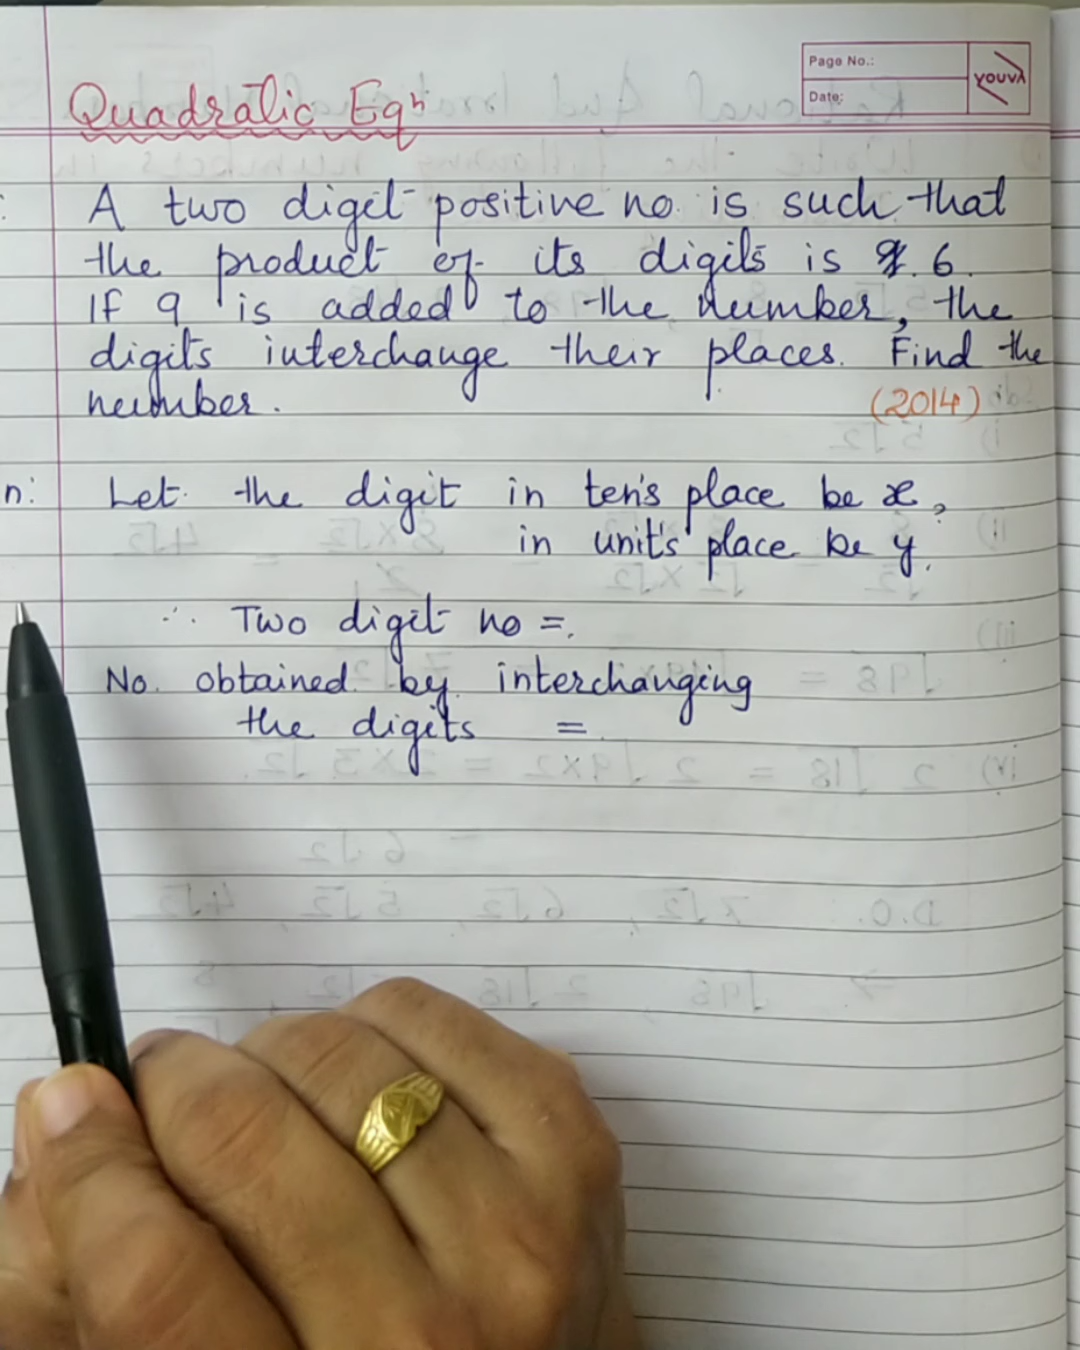 Page No.:
Date:
YOUVA
Quadratic Eqⁿ
A two digit positive no. is such that
the product of its digits is 6.
If 9 is added to the number, the
digits interchange their places. Find the
number.
(2014)
n: Let the digit in ten's place be x,
in unit's place be y.
∴ Two digit no =.
No. obtained by interchanging
the digits =